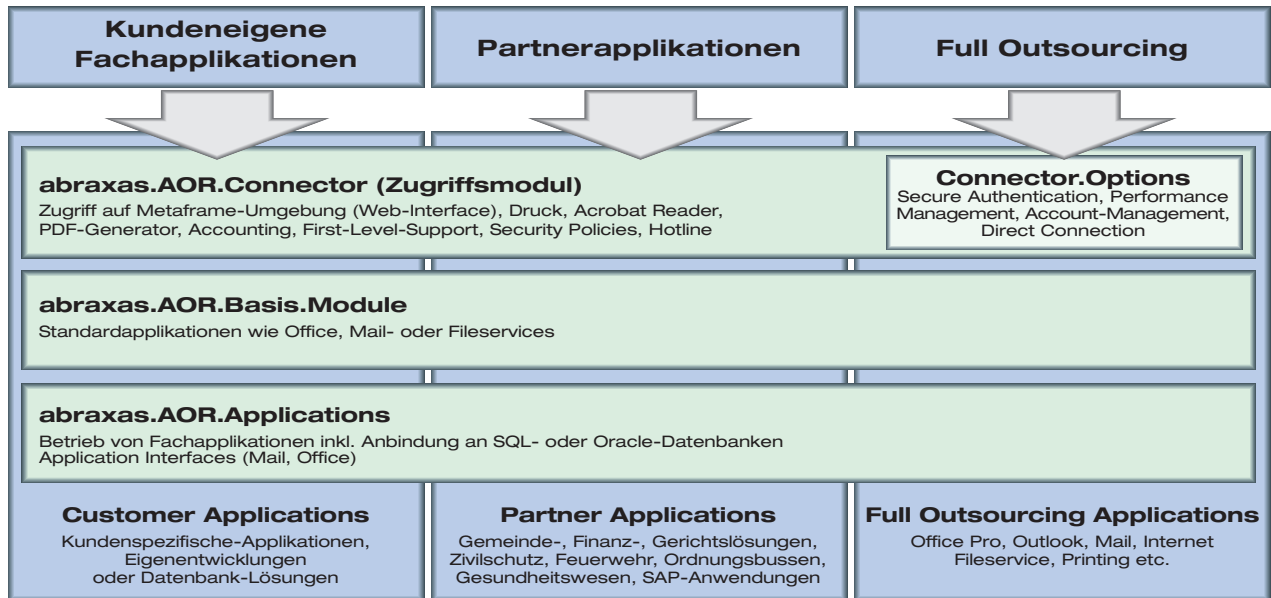 Kundeneigene
Fachapplikationen
Partnerapplikationen
Full Outsourcing
abraxas.AOR.Connector (Zugriffsmodul)
Zugriff auf Metaframe-Umgebung (Web-Interface), Druck, Acrobat Reader,
PDF-Generator, Accounting, First-Level-Support, Security Policies, Hotline
Connector.Options
Secure Authentication, Performance
Management, Account-Management,
Direct Connection
abraxas.AOR.Basis.Module
Standardapplikationen wie Office, Mail- oder Fileservices
abraxas.AOR.Applications
Betrieb von Fachapplikationen inkl. Anbindung an SQL- oder Oracle-Datenbanken
Application Interfaces (Mail, Office)
Customer Applications
Kundenspezifische-Applikationen,
Eigenentwicklungen
oder Datenbank-Lösungen
Partner Applications
Gemeinde-, Finanz-, Gerichtslösungen,
Zivilschutz, Feuerwehr, Ordnungsbussen,
Gesundheitswesen, SAP-Anwendungen
Full Outsourcing Applications
Office Pro, Outlook, Mail, Internet
Fileservice, Printing etc.